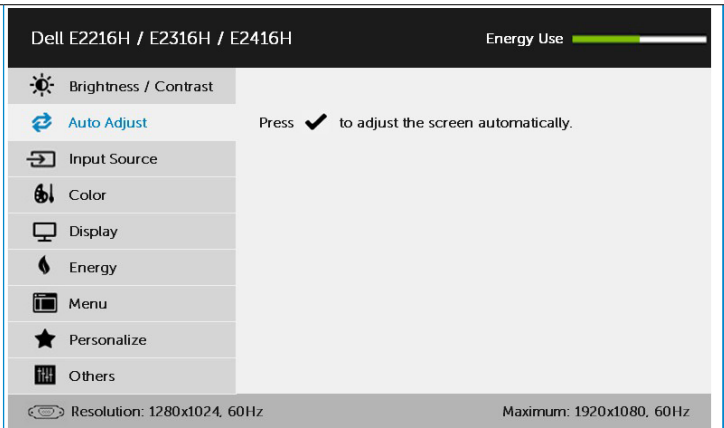 Dell E2216H / E2316H / E2416H Energy Use
Brightness / Contrast
Auto Adjust Press ✔ to adjust the screen automatically.
Input Source
Color
Display
Energy
Menu
Personalize
Others
Resolution: 1280x1024, 60Hz Maximum: 1920x1080, 60Hz